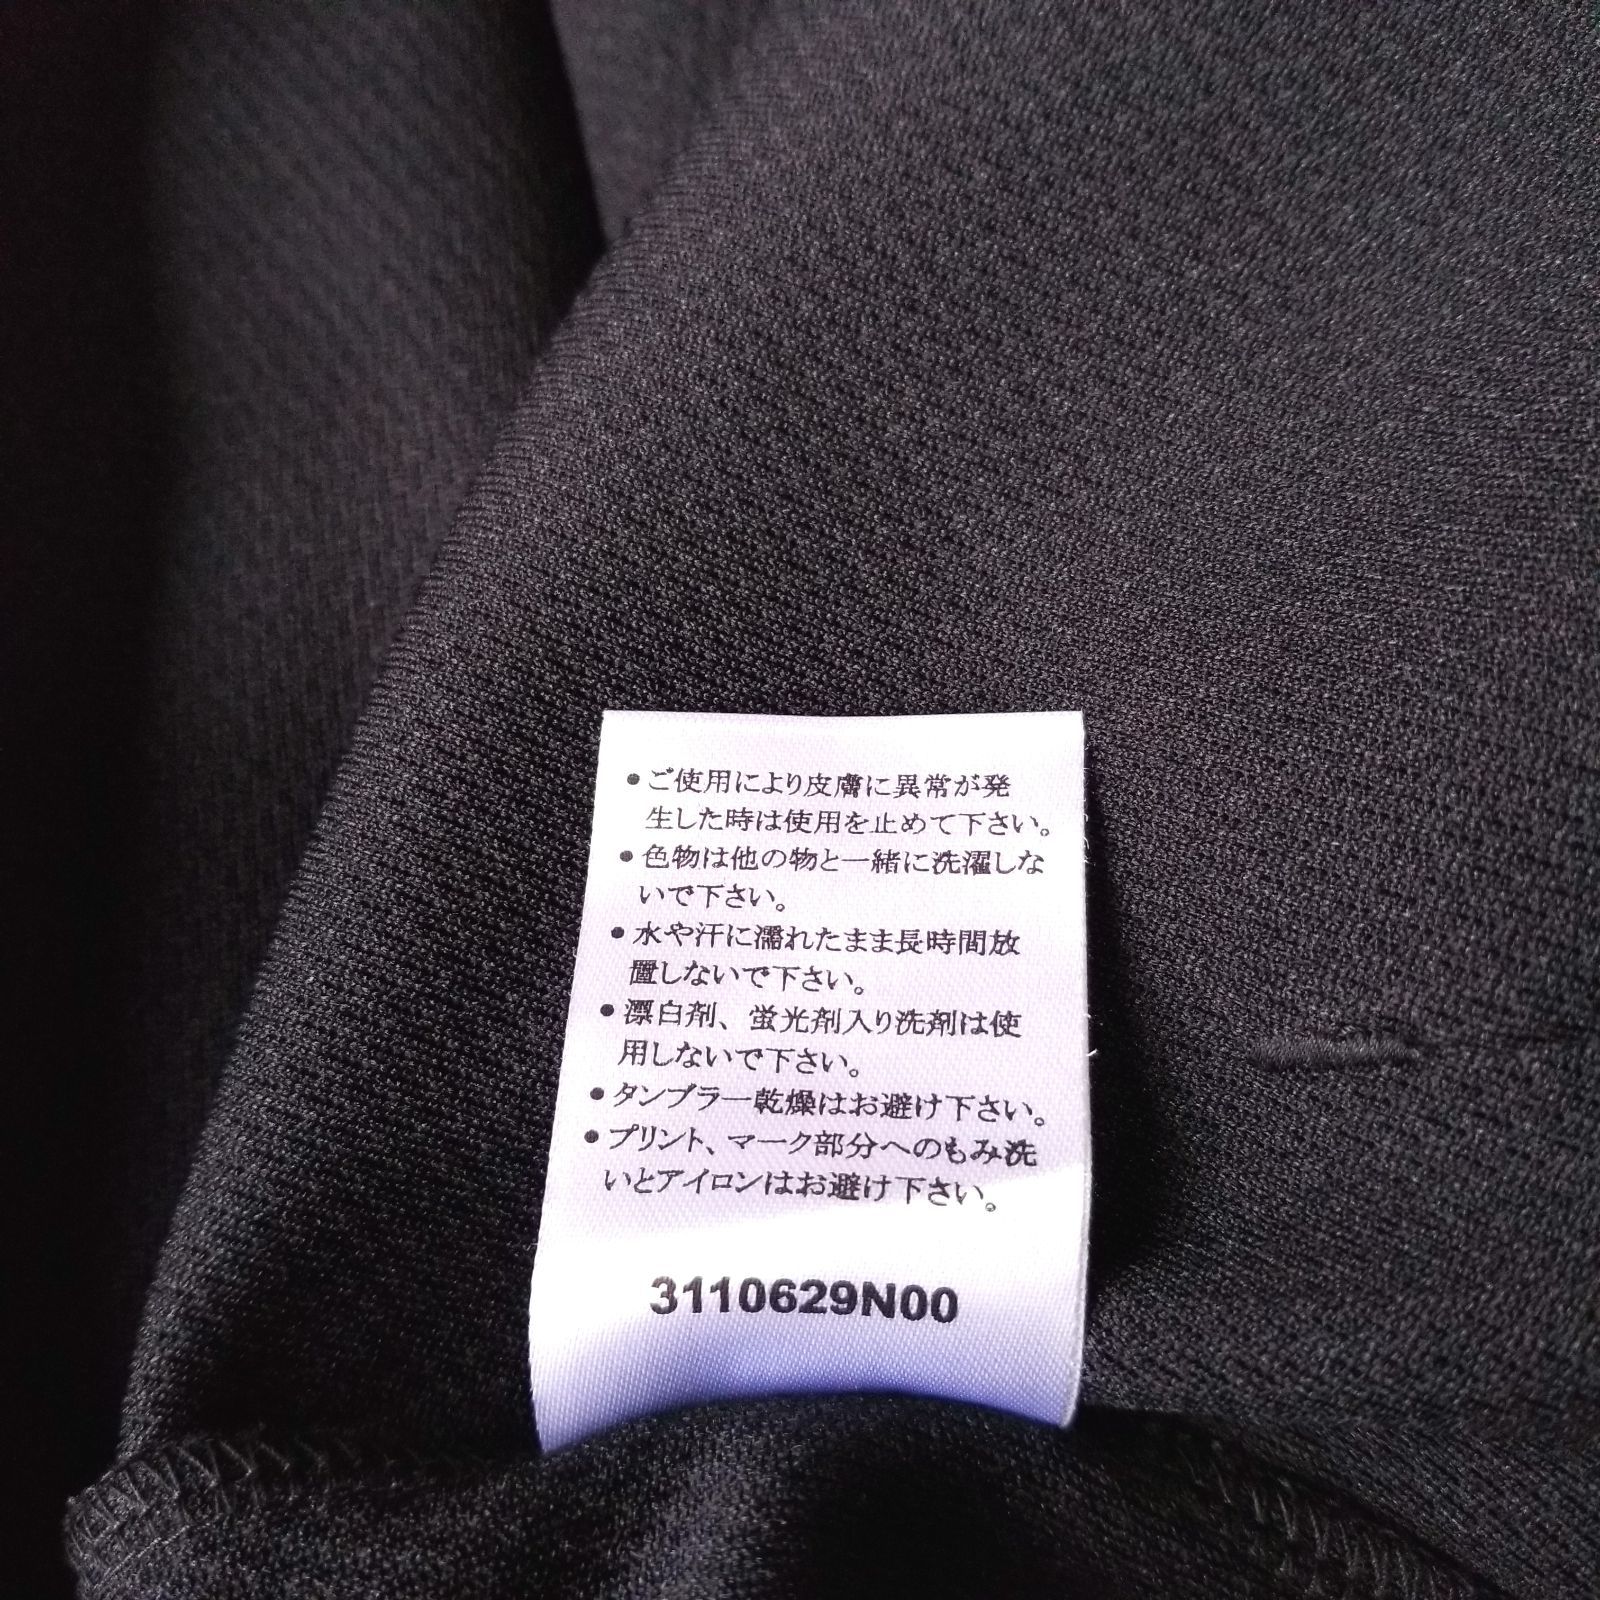 ●ご使用により皮膚に異常が発
生した時は使用を止めて下さい。
●色物は他の物と一緒に洗濯しな
いで下さい。
●水や汗に濡れたまま長時間放
置しないで下さい。
●漂白剤、蛍光剤入り洗剤は使
用しないで下さい。
●タンブラー乾燥はお避け下さい。
●プリント、マーク部分へのもみ洗
いとアイロンはお避け下さい。
3110629N00